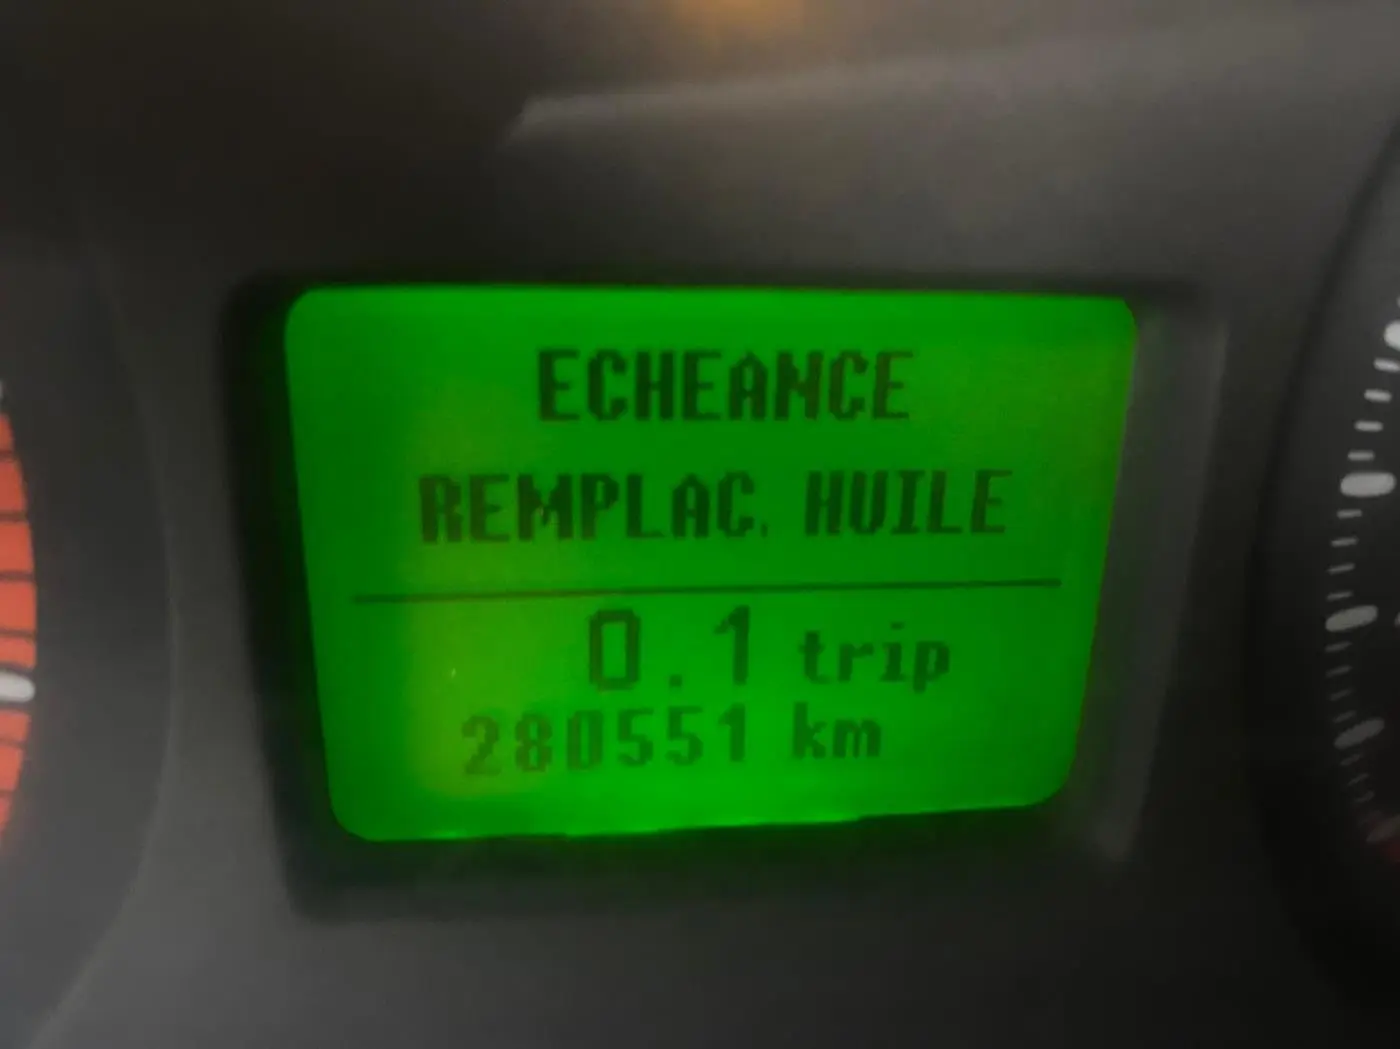 ECHEANCE
REMPLAC. HUILE
0.1 trip
280551 km